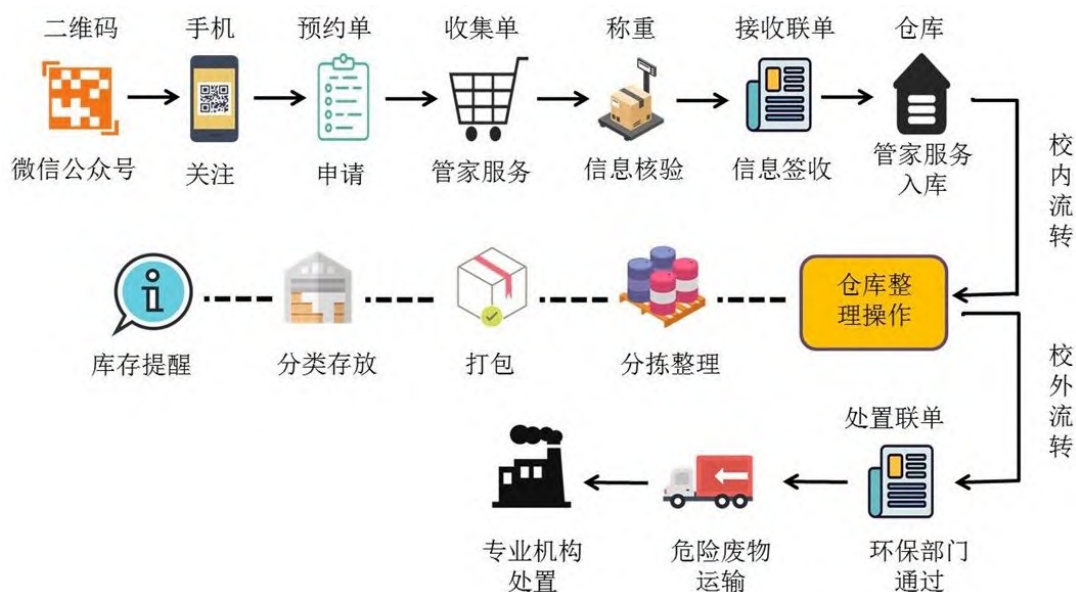 二维码 手机 预约单 收集单 称重 接收联单 仓库
微信公众号 关注 申请 管家服务 信息核验 信息签收 管家服务
入库
校内流转
仓库整
理操作
库存提醒 分类存放 打包 分拣整理
校外流转
处置联单
专业机构 危险废物 环保部门
处置 运输 通过